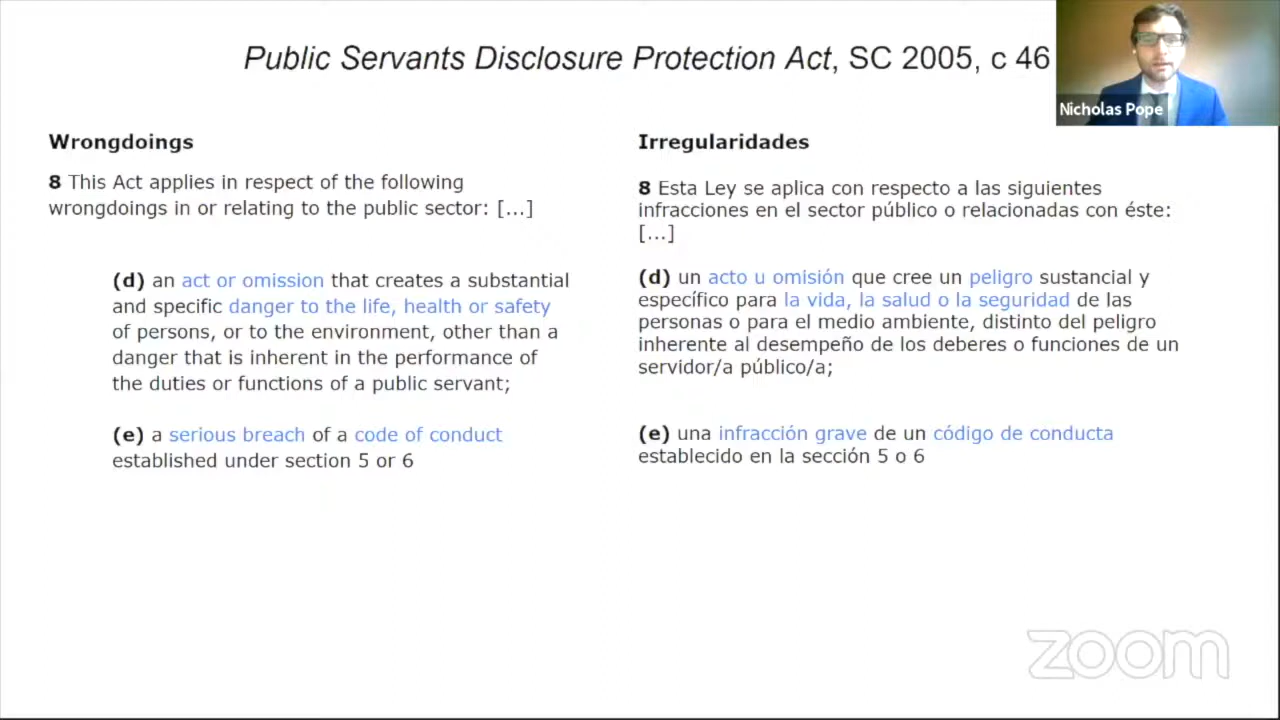 Public Servants Disclosure Protection Act, SC 2005, c 46
Nicholas Pope
Wrongdoings
8 This Act applies in respect of the following
wrongdoings in or relating to the public sector: [...]
(d) an act or omission that creates a substantial
and specific danger to the life, health or safety
of persons, or to the environment, other than a
danger that is inherent in the performance of
the duties or functions of a public servant;
(e) a serious breach of a code of conduct
established under section 5 or 6
Irregularidades
8 Esta Ley se aplica con respecto a las siguientes
infracciones en el sector público o relacionadas con éste:
[...]
(d) un acto u omisión que cree un peligro sustancial y
específico para la vida, la salud o la seguridad de las
personas o para el medio ambiente, distinto del peligro
inherente al desempeño de los deberes o funciones de un
servidor/a público/a;
(e) una infracción grave de un código de conducta
establecido en la sección 5 o 6
zoom